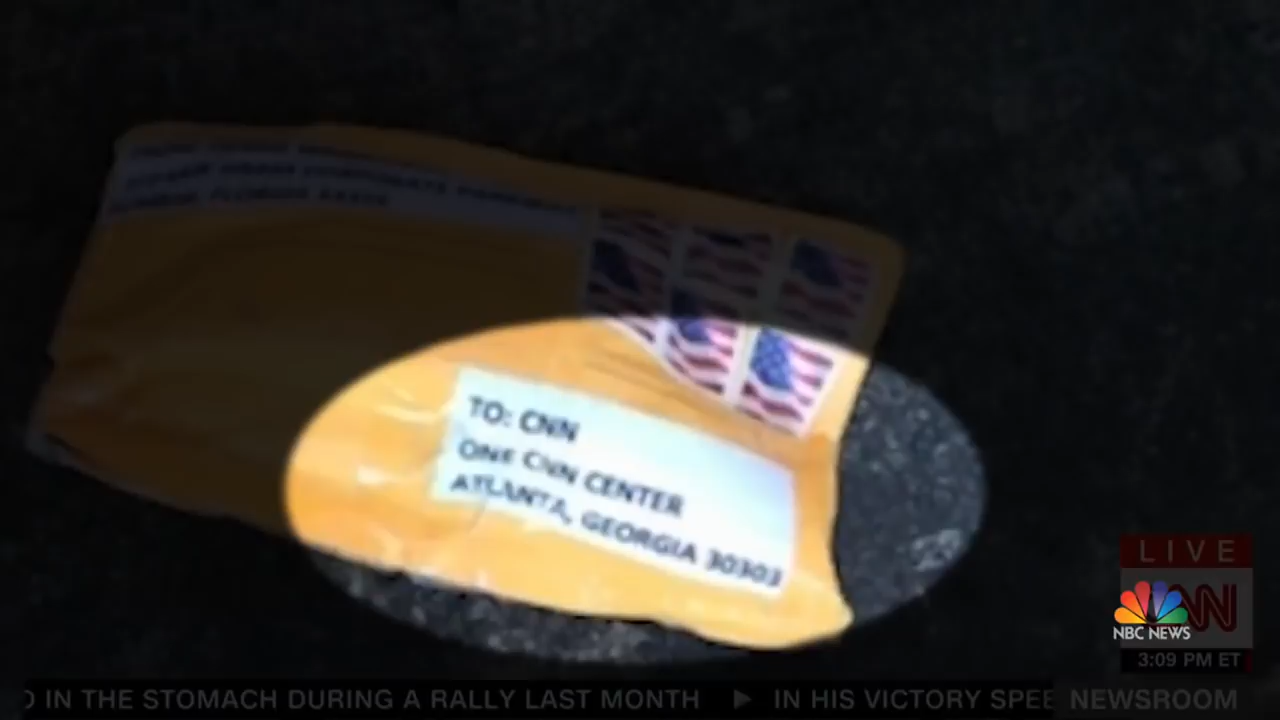 TO: CNN
ONE CNN CENTER
ATLANTA, GEORGIA 30303
LIVE
NBC NEWS
3:09 PM ET
IN THE STOMACH DURING A RALLY LAST MONTH ▶ IN HIS VICTORY
NEWSROOM